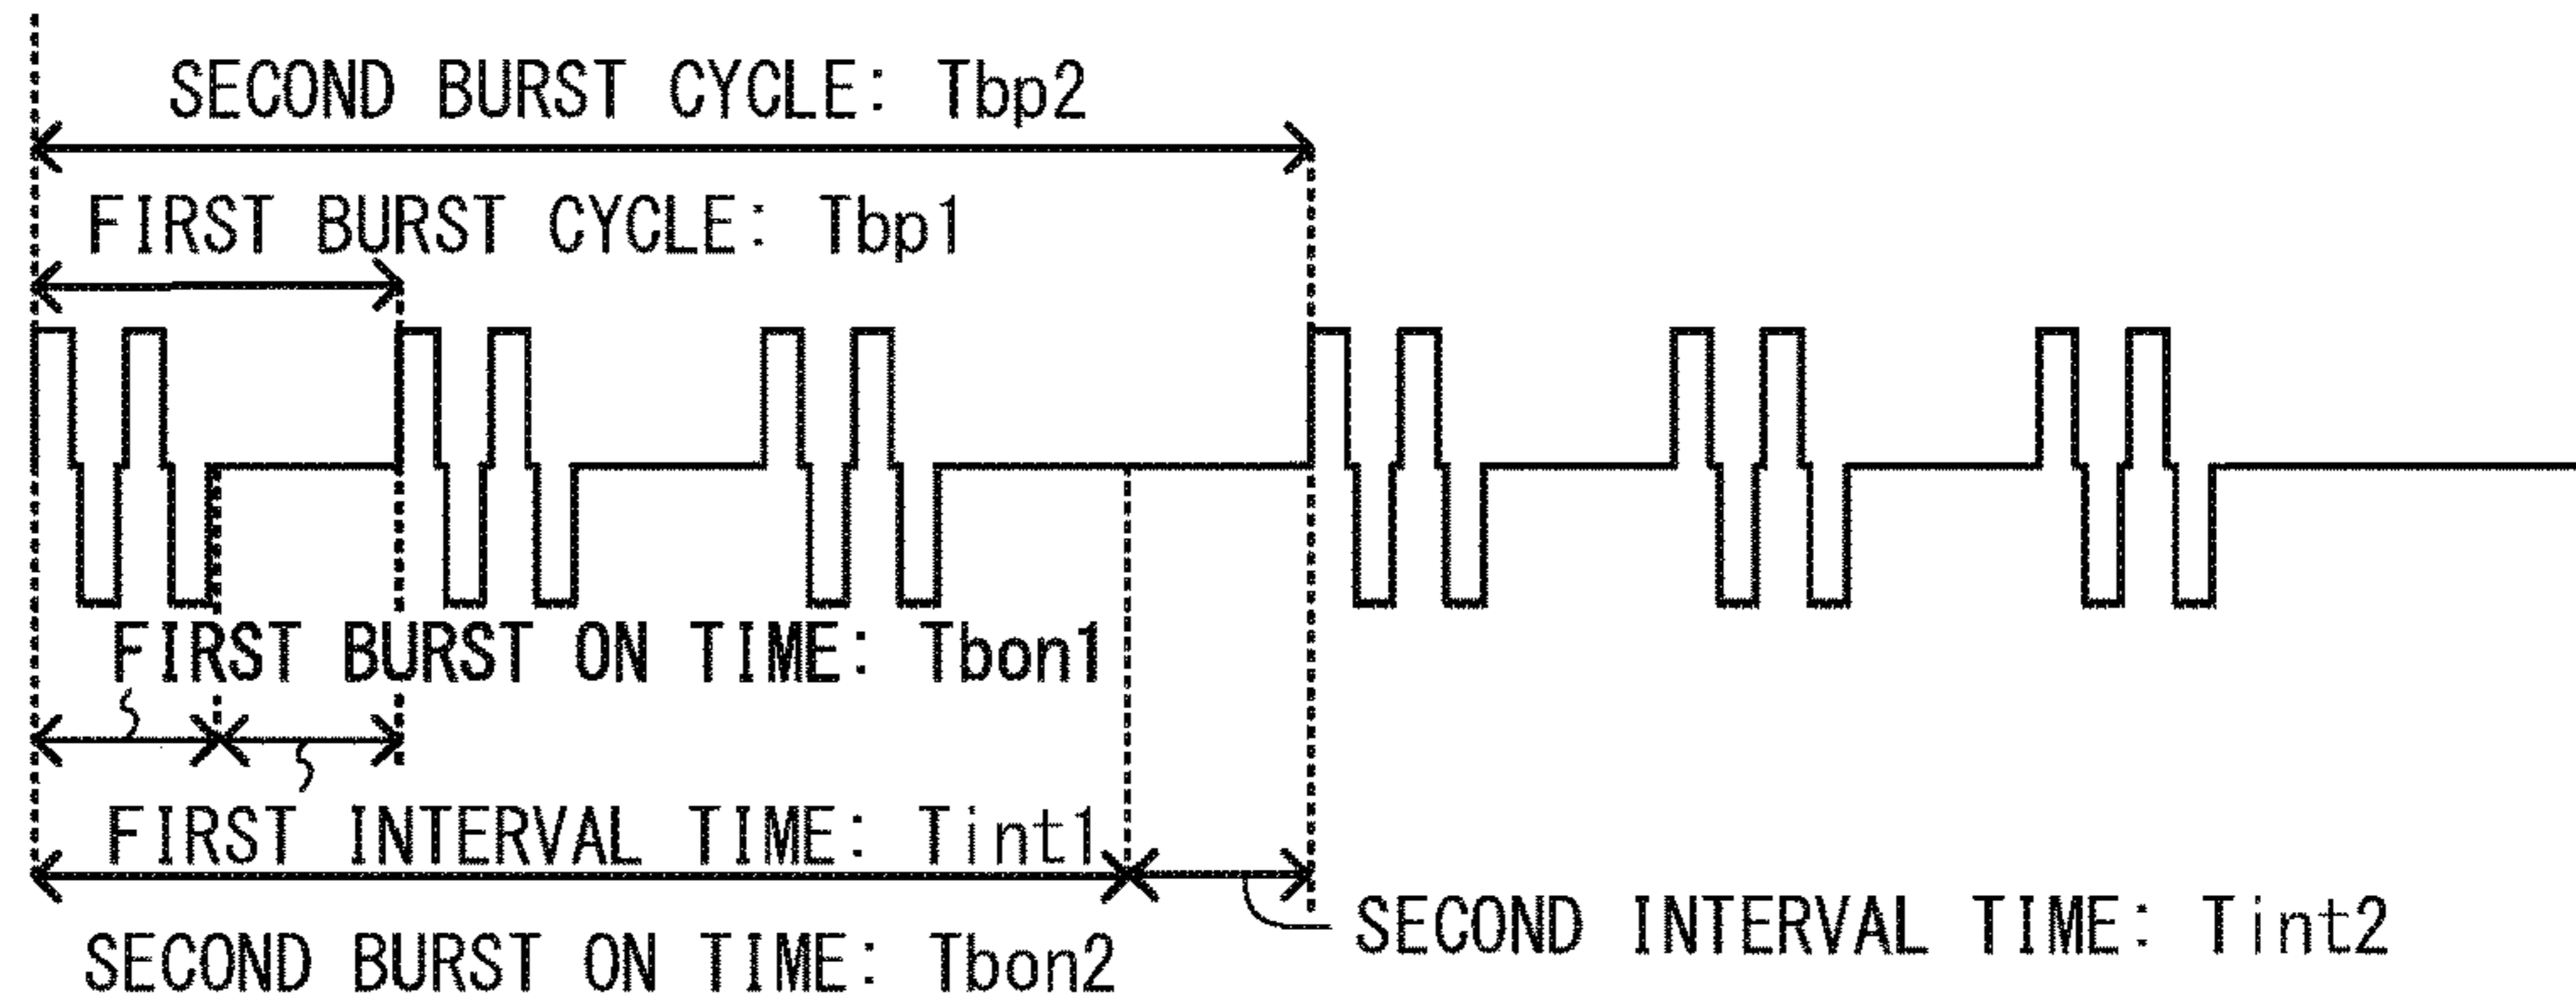 SECOND BURST CYCLE: Tbp2
FIRST BURST CYCLE: Tbp1
FIRST BURST ON TIME: Tbon1
FIRST INTERVAL TIME: Tint1
SECOND INTERVAL TIME: Tint2
SECOND BURST ON TIME: Tbon2